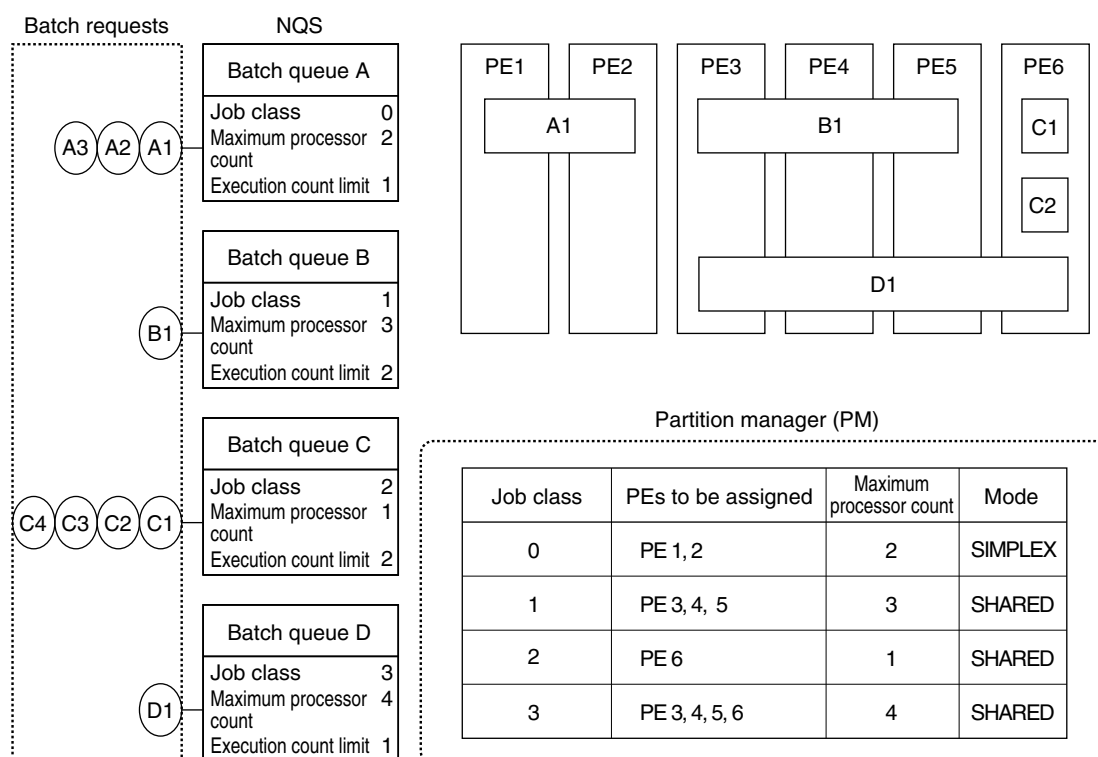 Batch requests
NQS
Batch queue A
Job class 0
Maximum processor 2
count
Execution count limit 1
A3 A2 A1
Batch queue B
Job class 1
Maximum processor 3
count
Execution count limit 2
B1
Batch queue C
Job class 2
Maximum processor 1
count
Execution count limit 2
C4 C3 C2 C1
Batch queue D
Job class 3
Maximum processor 4
count
Execution count limit 1
D1
PE1 PE2 PE3 PE4 PE5 PE6
A1 B1 C1
C2
D1
Partition manager (PM)
Job class PEs to be assigned Maximum processor count Mode
0 PE 1, 2 2 SIMPLEX
1 PE 3, 4, 5 3 SHARED
2 PE 6 1 SHARED
3 PE 3, 4, 5, 6 4 SHARED